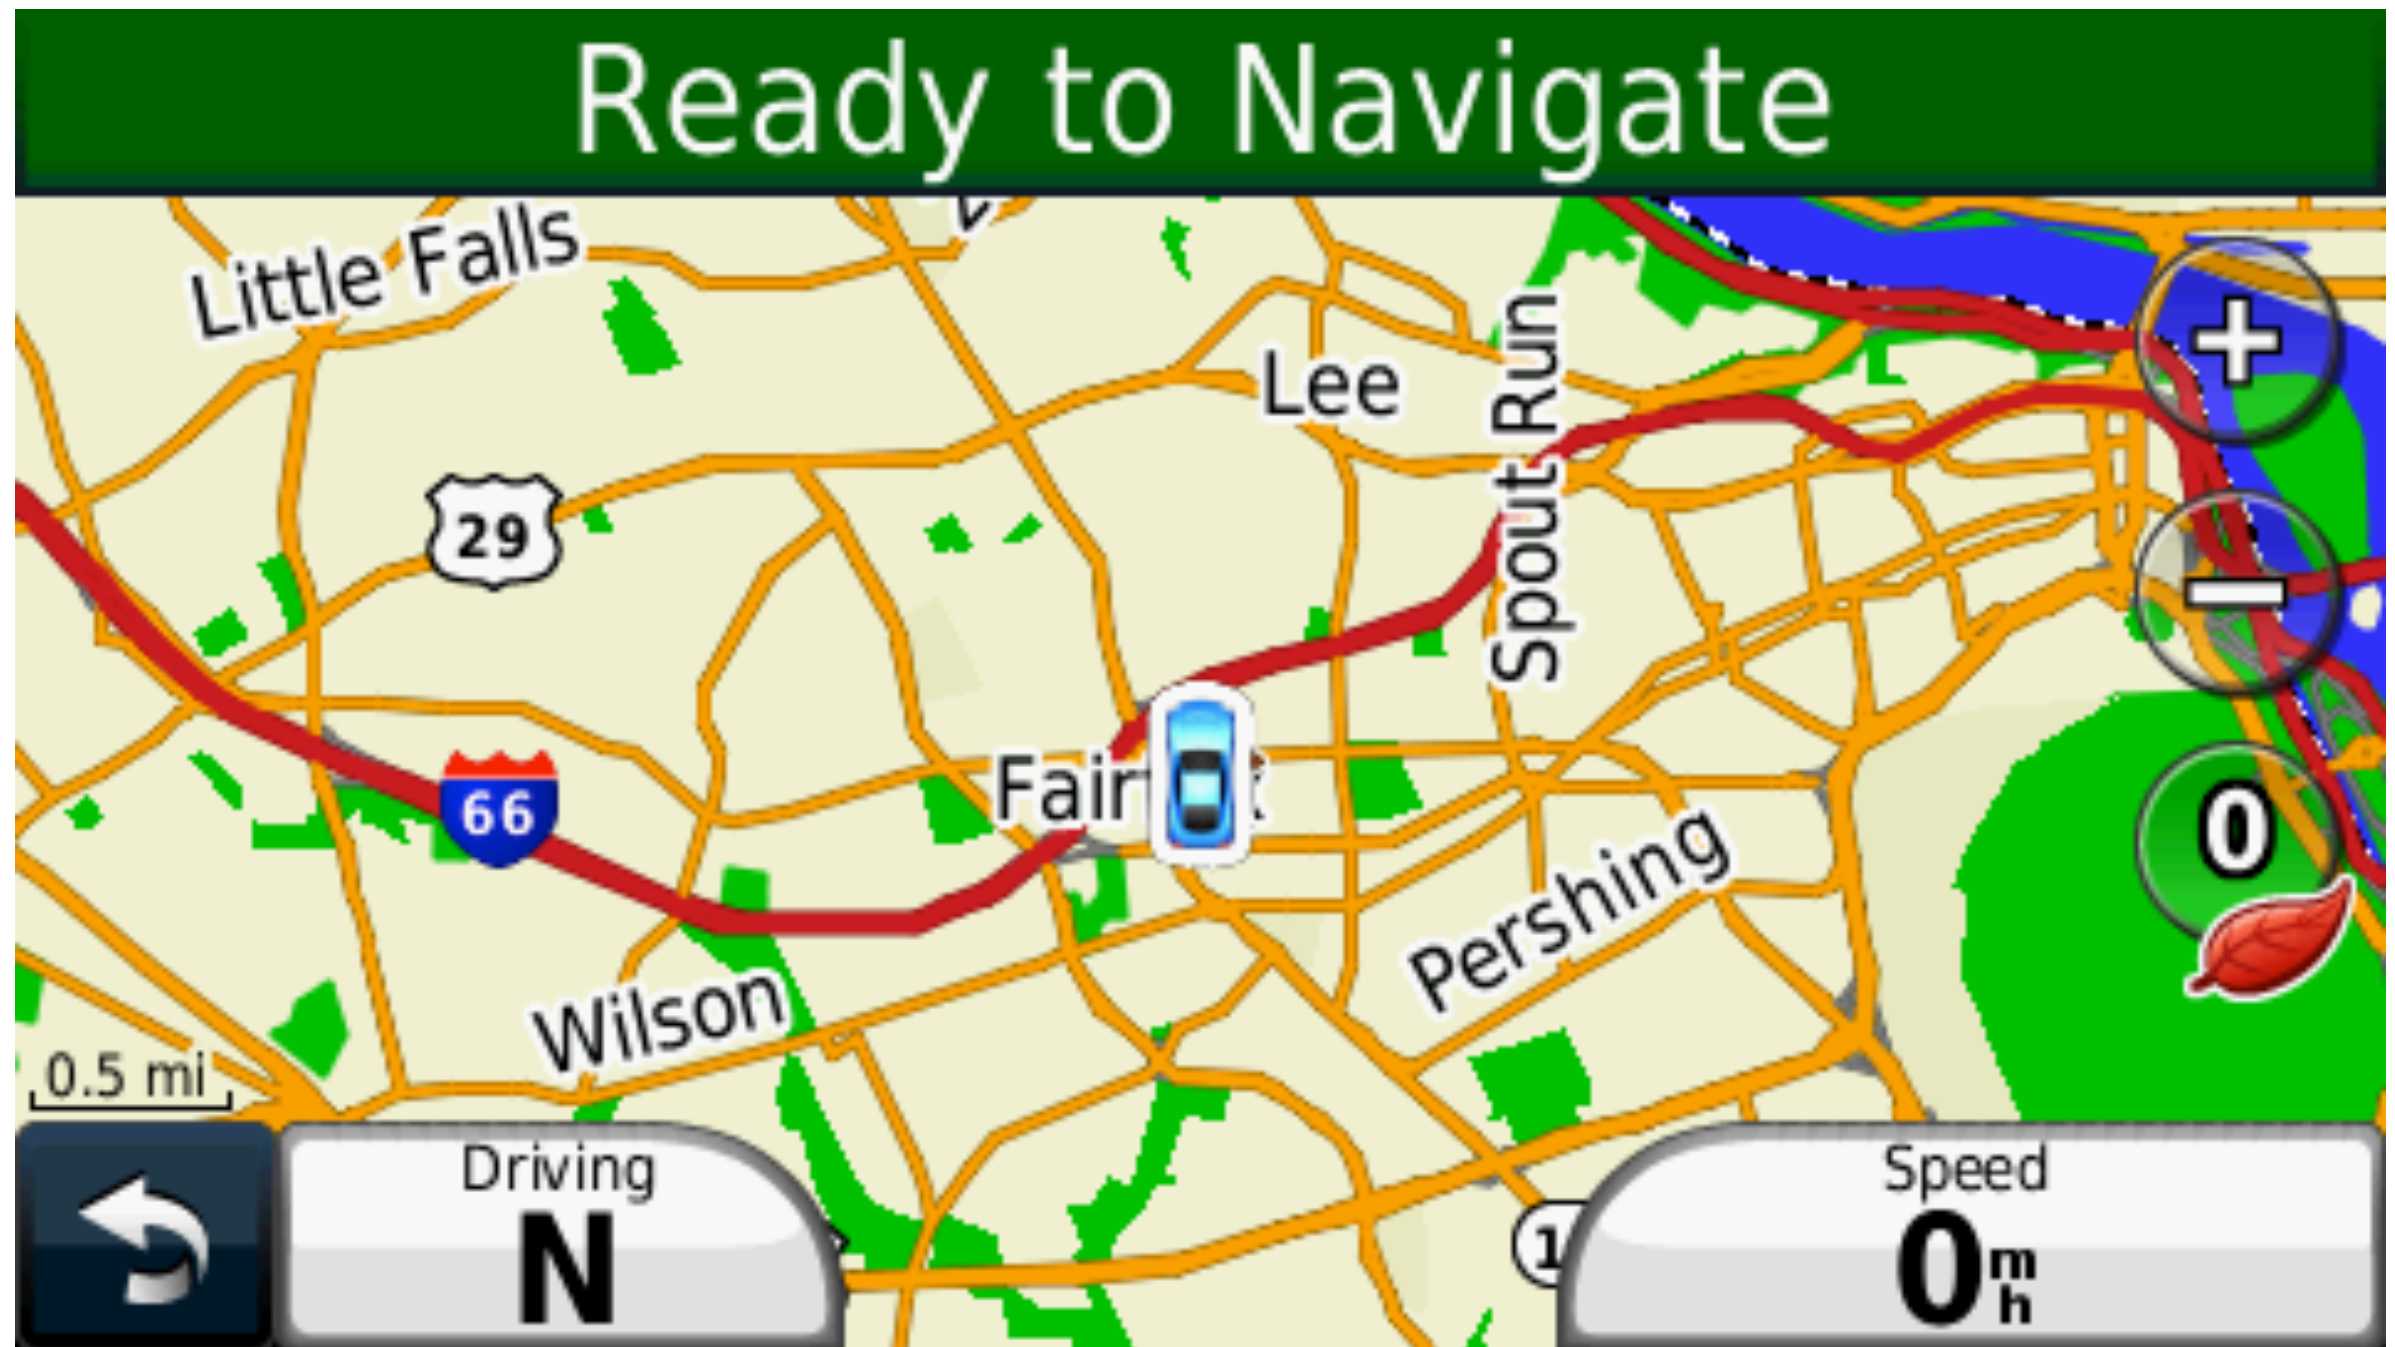 Ready to Navigate
Little Falls
Lee
Spout Run
29
66
Pershing
Wilson
+
−
0
0.5 mi
Driving
N
Speed
0 mh